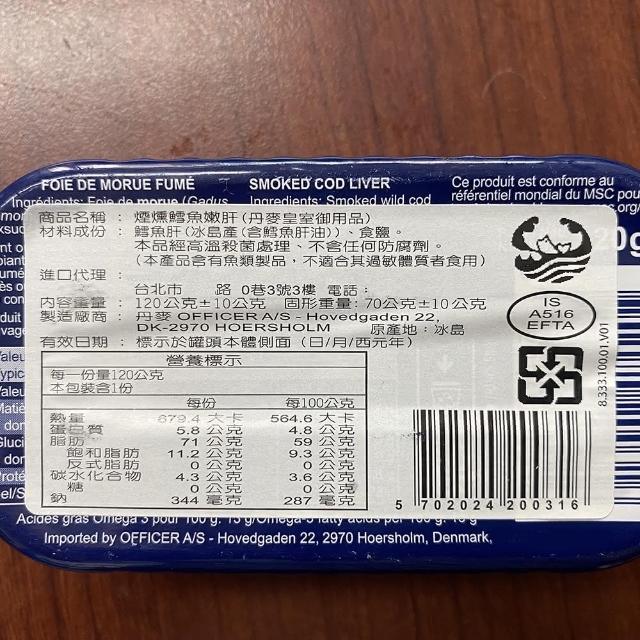 FOIE DE MORUE FUMÉ
SMOKED COD LIVER
Ce produit est conforme au
référentiel mondial du MSC pou
Ingrédients: Foie de morue (Gadus
Ingredients: Smoked wild cod
商品名稱：煙燻鱈魚嫩肝(丹麥皇室御用品)
材料成份：鱈魚肝(冰島產(含鱈魚肝油))、食鹽。
本品經高溫殺菌處理、不含任何防腐劑。
(本產品含有魚類製品，不適合其過敏體質者食用)
進口代理：
台北市 路 0巷3號3樓 電話：
內容重量：120公克±10公克 固形重量：70公克±10公克
製造廠商：丹麥 OFFICER A/S - Hovedgaden 22,
DK-2970 HOERSHOLM 原產地：冰島
有效日期：標示於罐頭本體側面(日/月/西元年)
IS
A516
EFTA
8.333.100.01.V01
營養標示
每一份量120公克
本包裝含1份
每份 每100公克
熱量 679.4 大卡 564.6 大卡
蛋白質 5.8 公克 4.8 公克
脂肪 71 公克 59 公克
飽和脂肪 11.2 公克 9.3 公克
反式脂肪 0 公克 0 公克
碳水化合物 4.3 公克 3.6 公克
糖 0 公克 0 公克
鈉 344 毫克 287 毫克
5 702024 200316
Imported by OFFICER A/S - Hovedgaden 22, 2970 Hoersholm, Denmark,